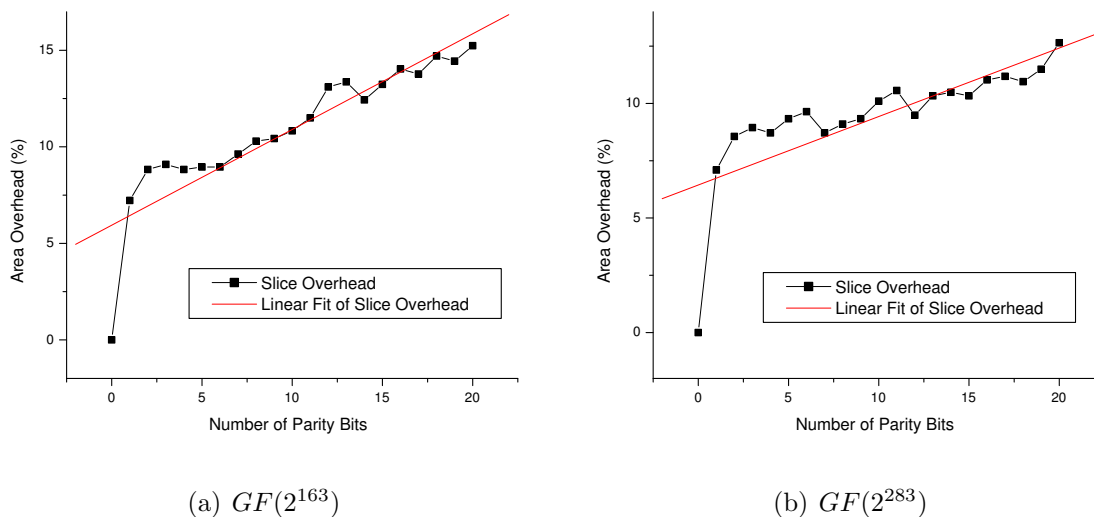 15
10
5
0
Area Overhead (%)
Slice Overhead
Linear Fit of Slice Overhead
0 5 10 15 20
Number of Parity Bits
(a) GF(2^163)
10
5
0
Area Overhead (%)
Slice Overhead
Linear Fit of Slice Overhead
0 5 10 15 20
Number of Parity Bits
(b) GF(2^283)